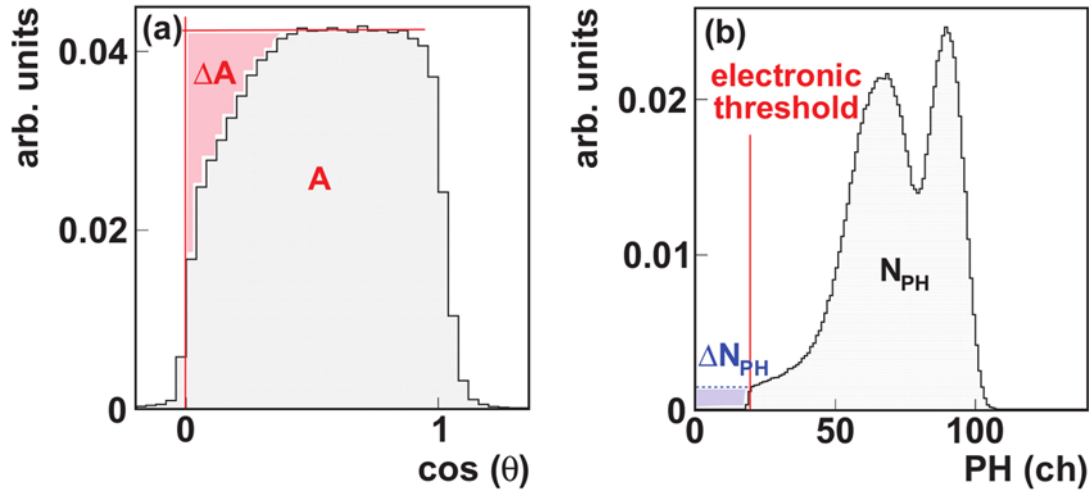 (a)
arb. units
0.04
0.02
0
ΔA
A
0
1
cos (θ)
(b)
arb. units
0.02
0.01
0
electronic
threshold
N_PH
ΔN_PH
50
100
PH (ch)